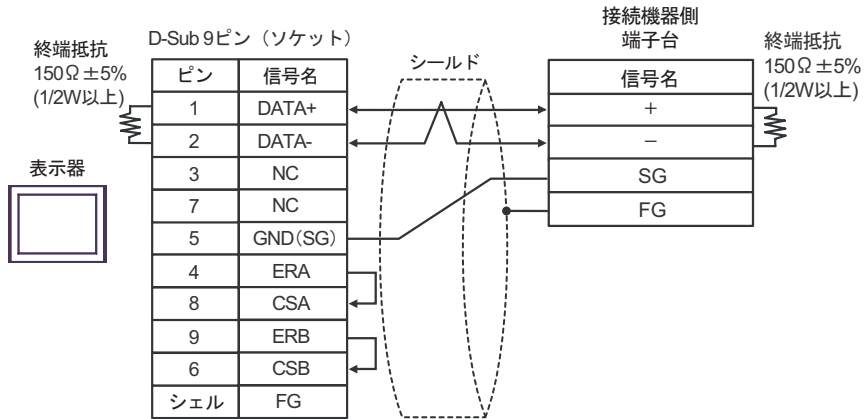 終端抵抗
150Ω±5%
(1/2W以上)
表示器
D-Sub 9ピン（ソケット）
ピン 信号名
1 DATA+
2 DATA-
3 NC
7 NC
5 GND(SG)
4 ERA
8 CSA
9 ERB
6 CSB
シェル FG
シールド
接続機器側
端子台
信号名
+
−
SG
FG
終端抵抗
150Ω±5%
(1/2W以上)